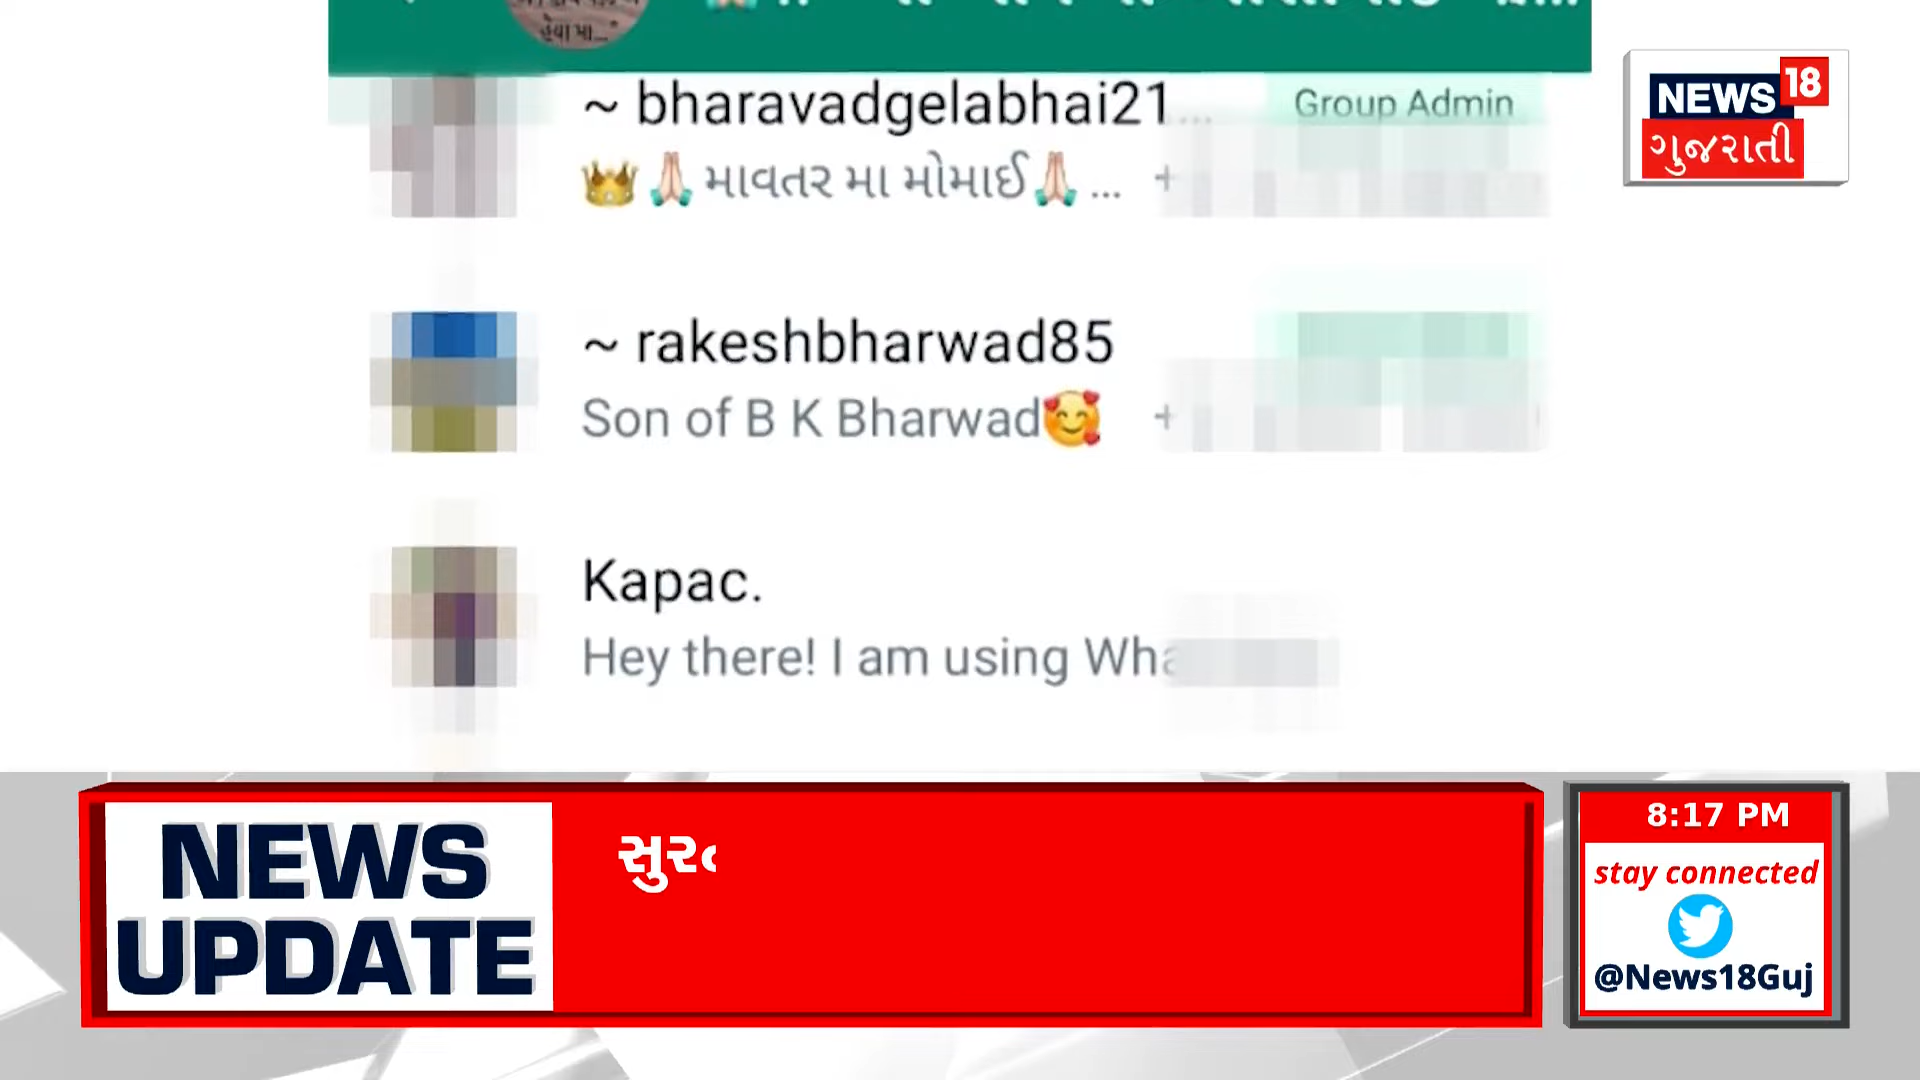 ~ bharavadgelabhai21...
Group Admin
👑🙏🏻માવતર મા મોમાઈ🙏🏻... +
~ rakeshbharwad85
Son of B K Bharwad🥰 +
Kapac.
Hey there! I am using Wha
NEWS 18
ગુજરાતી
NEWS
UPDATE
8:17 PM
stay connected
@News18Guj